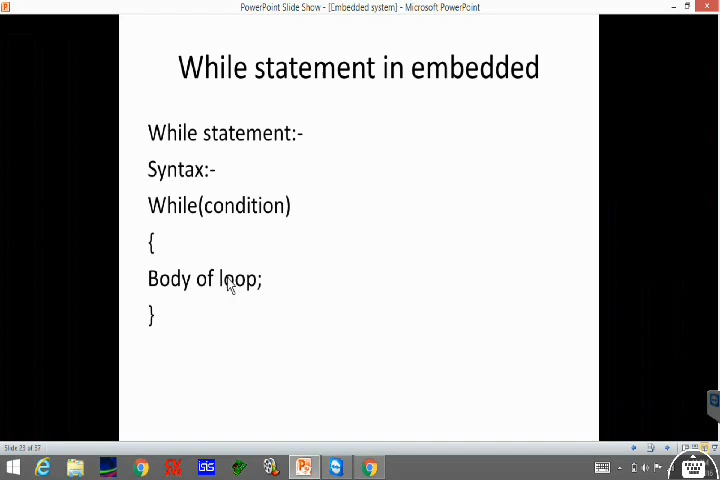 PowerPoint Slide Show - [Embedded system] - Microsoft PowerPoint
While statement in embedded
While statement:-
Syntax:-
While(condition)
{
Body of loop;
}
Slide 23 of 37
ISIS